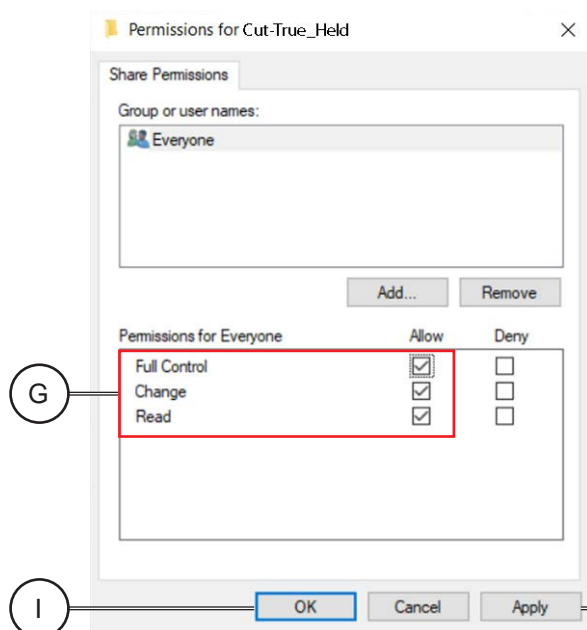 Permissions for Cut-True_Held
Share Permissions
Group or user names:
Everyone
Add... Remove
Permissions for Everyone Allow Deny
Full Control
G Change
Read
I OK Cancel Apply